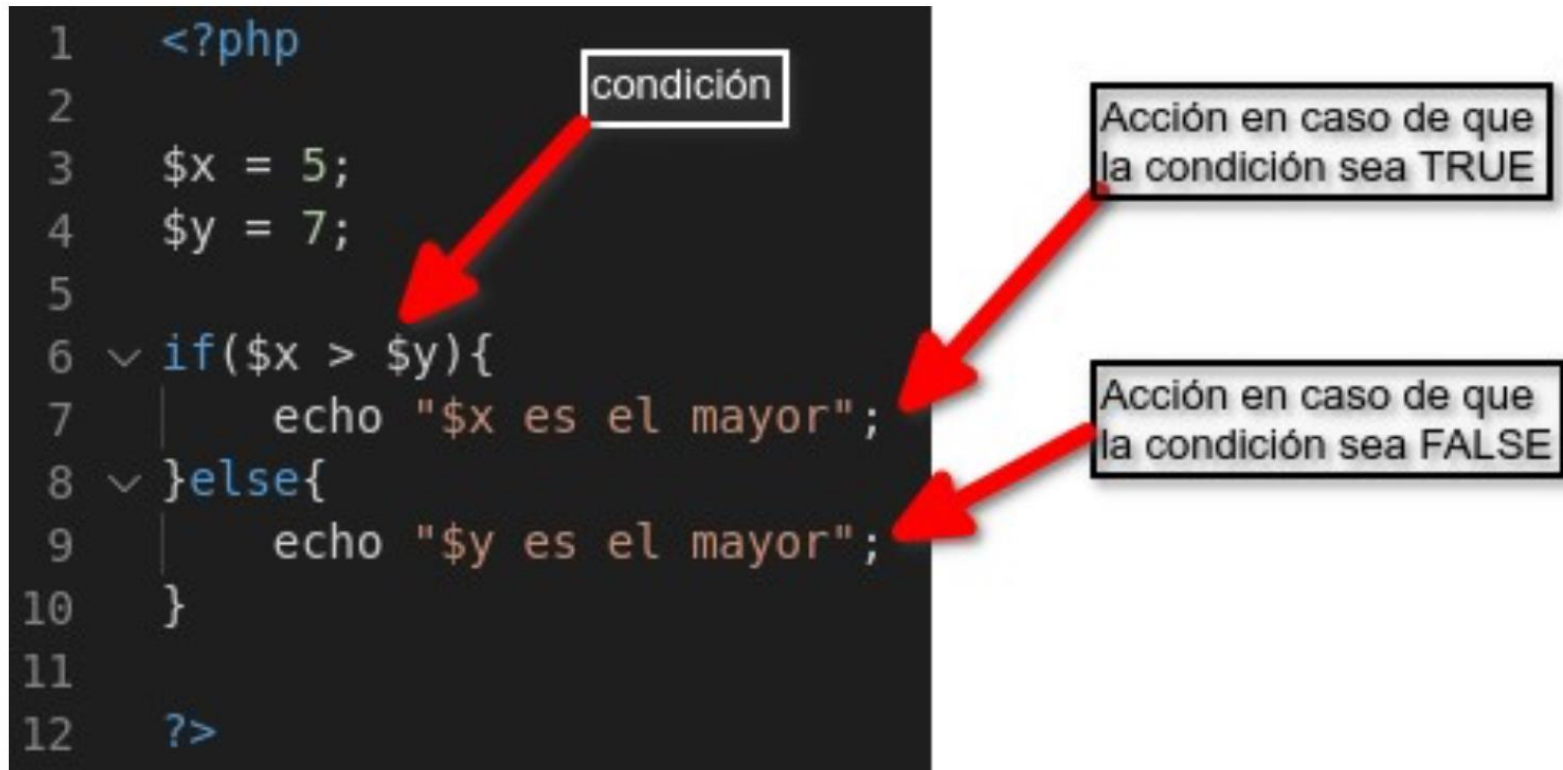 1 <?php
2
3 $x = 5;
4 $y = 7;
5
6 if($x > $y){
7 echo "$x es el mayor";
8 }else{
9 echo "$y es el mayor";
10 }
11
12 ?>
condición
Acción en caso de que
la condición sea TRUE
Acción en caso de que
la condición sea FALSE